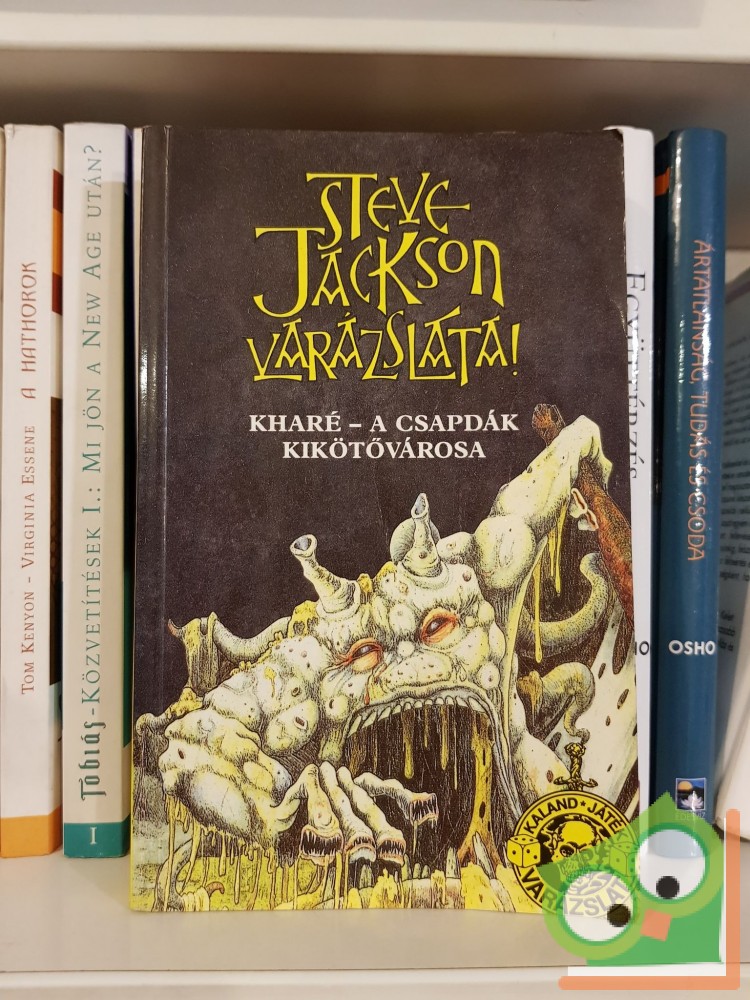 TOM KENYON – VIRGINIA ESSENE A HATHOROK
Tóbiás-KÖZVETÍTÉSEK I.: MI JÖN A NEW AGE UTÁN?
I
STEVE
JACKSON
VARÁZSLATA!
KHARÉ – A CSAPDÁK
KIKÖTŐVÁROSA
KALAND ★ JÁTÉ
VARÁZSLAT
ÁRTATLANSÁG, TUDÁS ÉS CSODA
OSHO